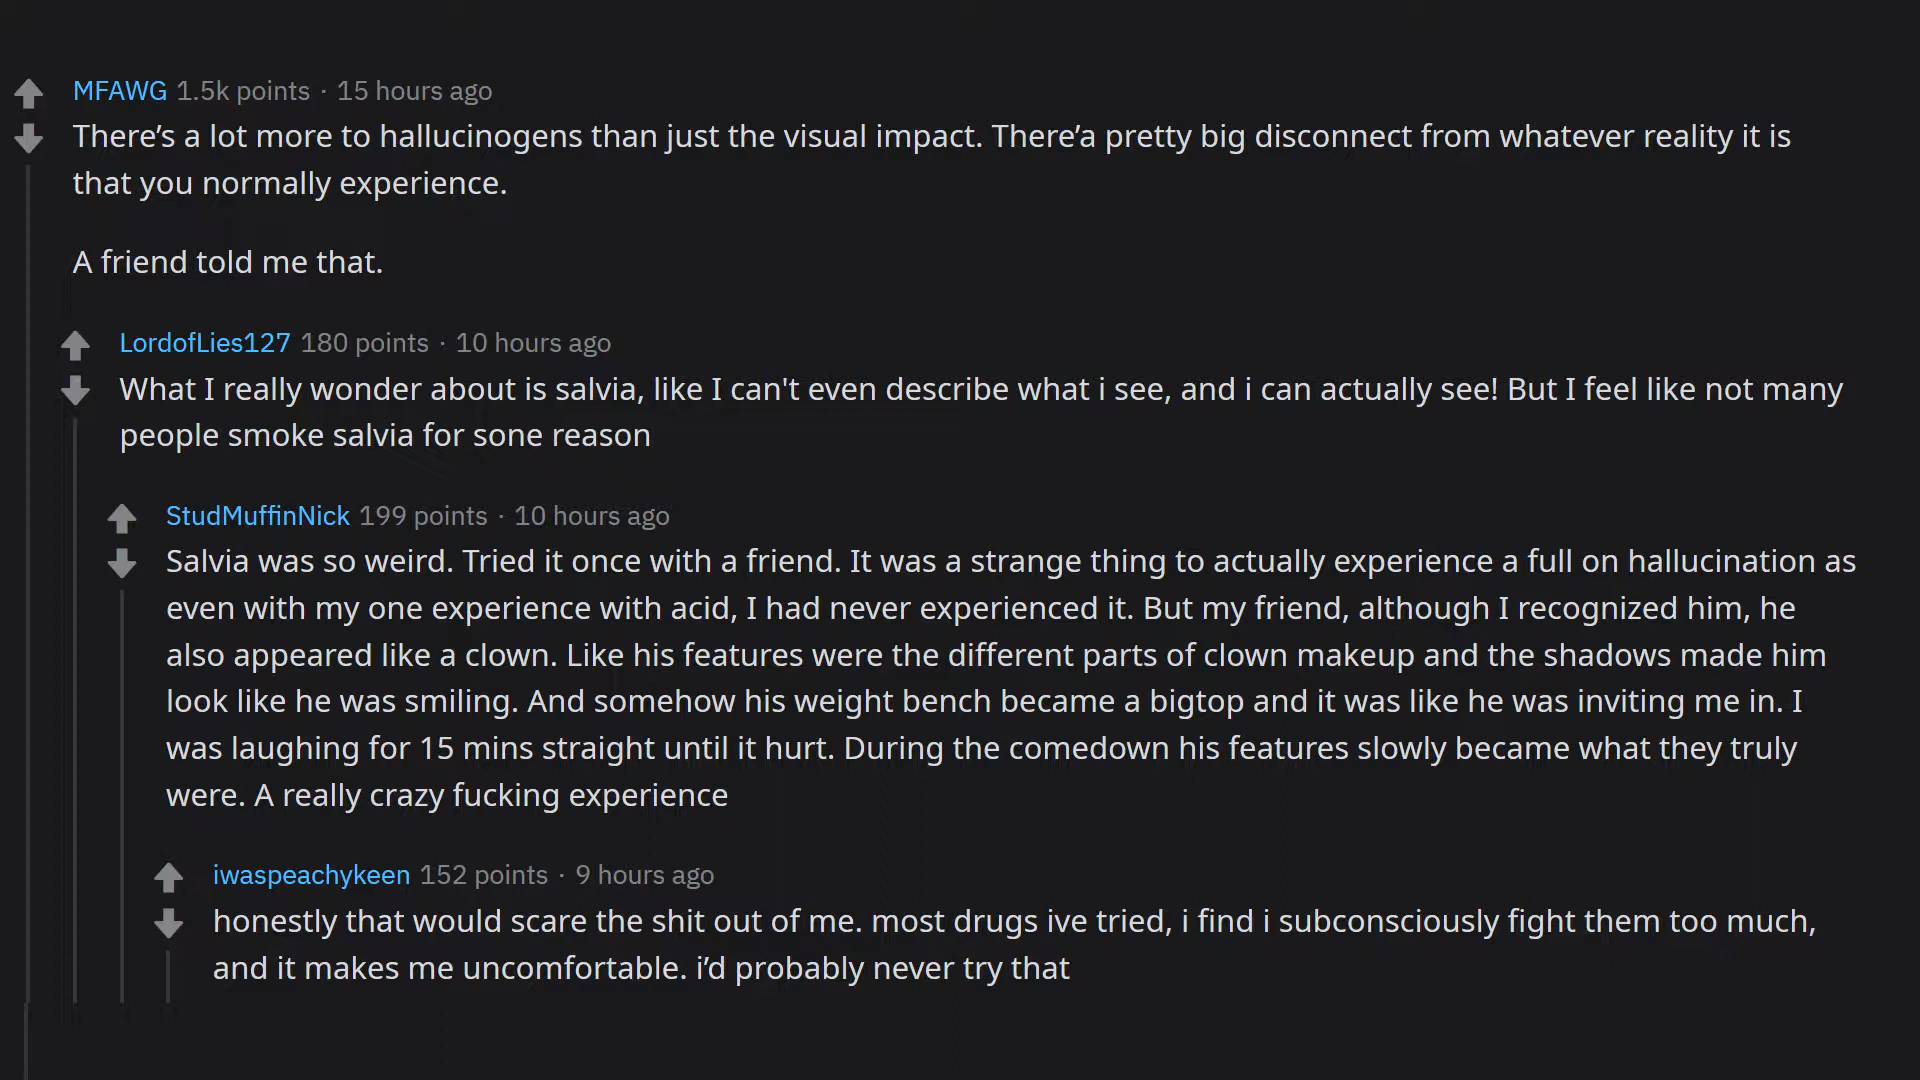 MFAWG 1.5k points · 15 hours ago
There’s a lot more to hallucinogens than just the visual impact. There’a pretty big disconnect from whatever reality it is
that you normally experience.
A friend told me that.
LordofLies127 180 points · 10 hours ago
What I really wonder about is salvia, like I can't even describe what i see, and i can actually see! But I feel like not many
people smoke salvia for sone reason
StudMuffinNick 199 points · 10 hours ago
Salvia was so weird. Tried it once with a friend. It was a strange thing to actually experience a full on hallucination as
even with my one experience with acid, I had never experienced it. But my friend, although I recognized him, he
also appeared like a clown. Like his features were the different parts of clown makeup and the shadows made him
look like he was smiling. And somehow his weight bench became a bigtop and it was like he was inviting me in. I
was laughing for 15 mins straight until it hurt. During the comedown his features slowly became what they truly
were. A really crazy fucking experience
iwaspeachykeen 152 points · 9 hours ago
honestly that would scare the shit out of me. most drugs ive tried, i find i subconsciously fight them too much,
and it makes me uncomfortable. i’d probably never try that